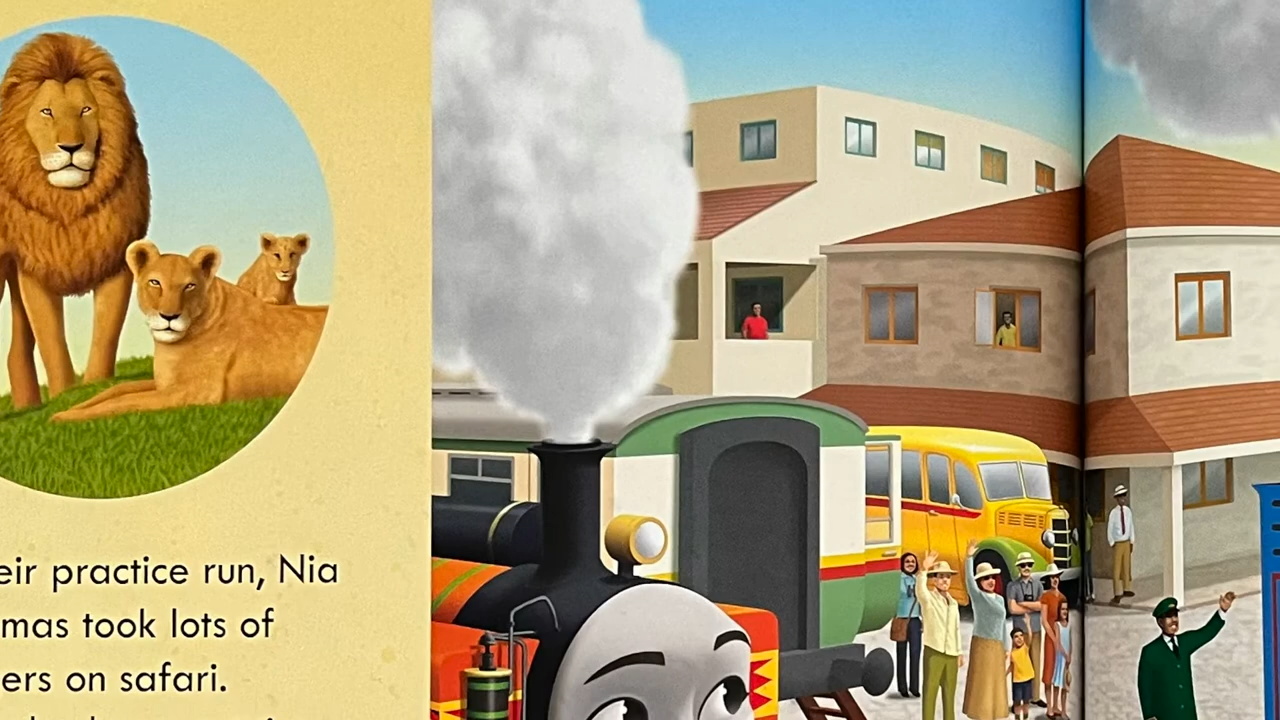 eir practice run, Nia
mas took lots of
ers on safari.